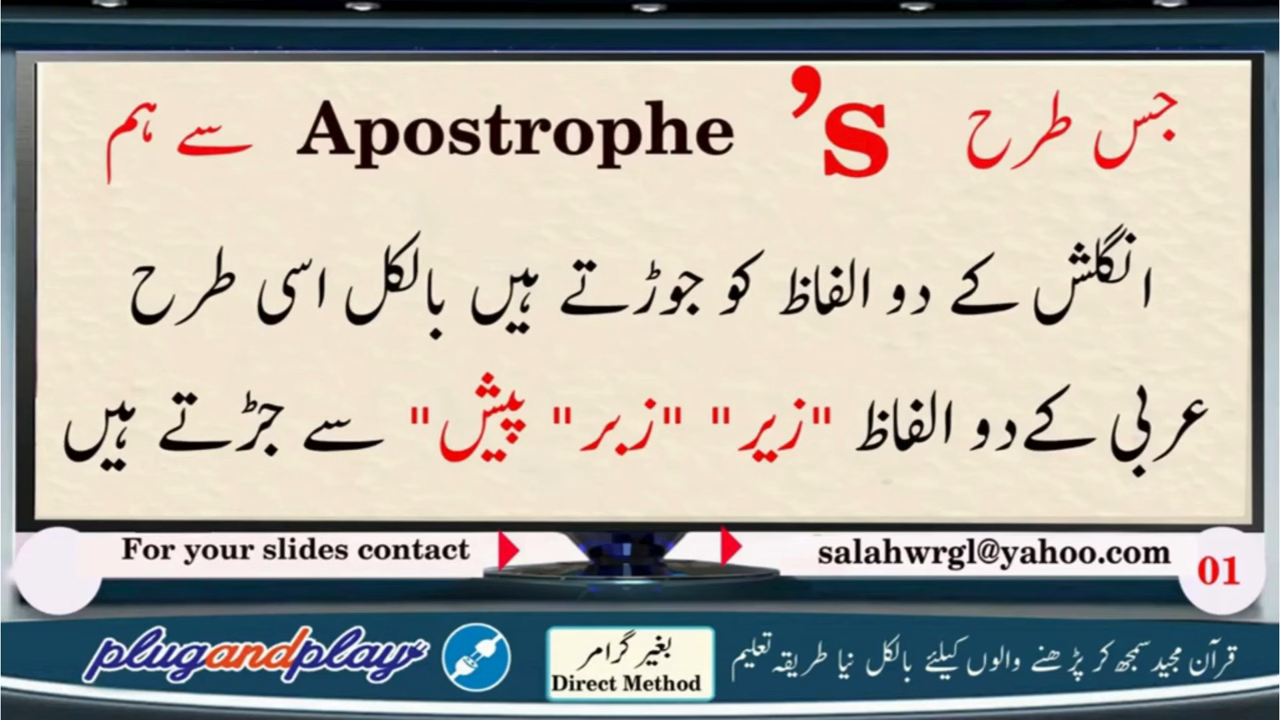 جس طرح ’s Apostrophe سے ہم
انگلش کے دو الفاظ کو جوڑتے ہیں بالکل اسی طرح
عربی کے دو الفاظ "زیر" "زبر" پیش" سے جڑتے ہیں
For your slides contact
salahwrgl@yahoo.com
01
plugandplay
بغیر گرامر
Direct Method
قرآن مجید سمجھ کر پڑھنے والوں کیلئے بالکل نیا طریقہ تعلیم